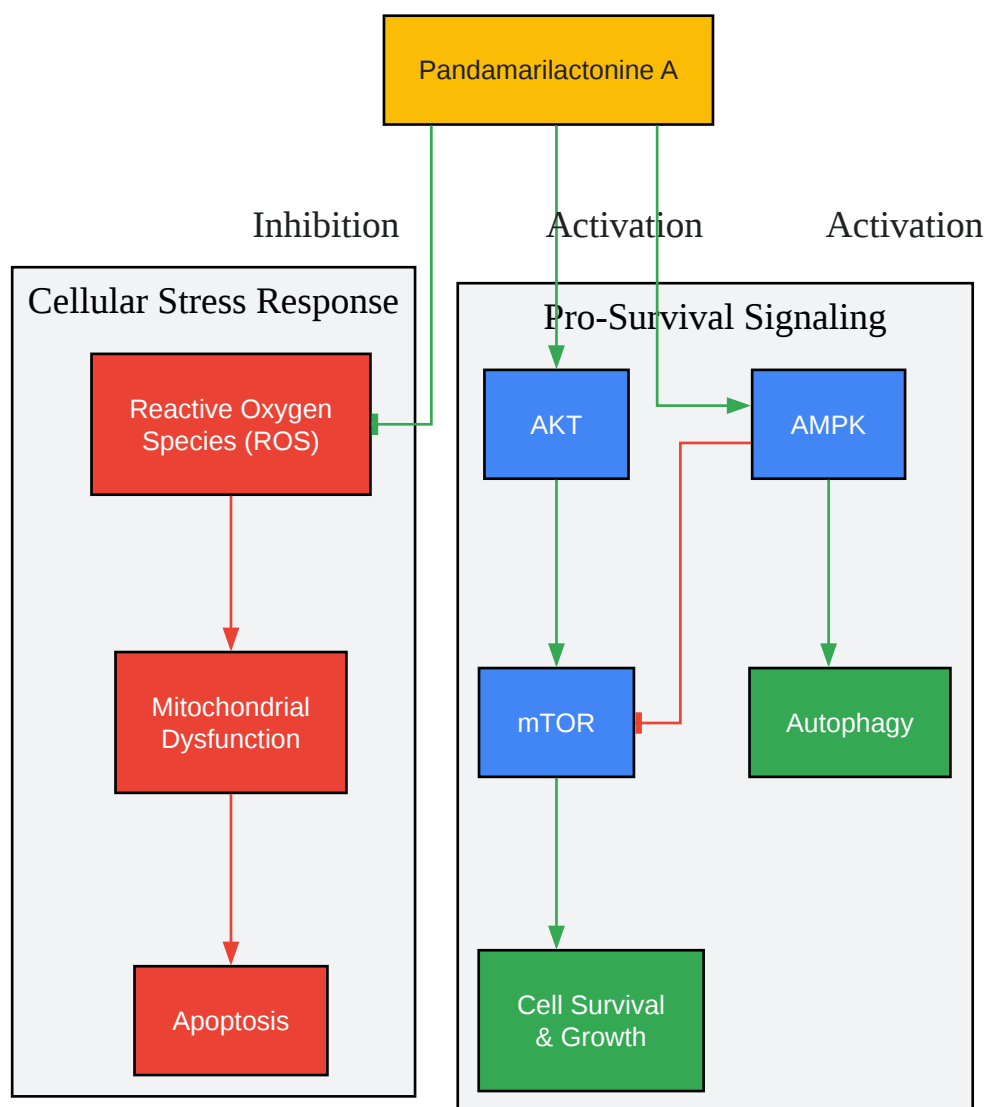 Pandamarilactonine A
Inhibition
Activation
Activation
Cellular Stress Response
Pro-Survival Signaling
Reactive Oxygen
Species (ROS)
AKT
AMPK
Mitochondrial
Dysfunction
mTOR
Autophagy
Apoptosis
Cell Survival
& Growth